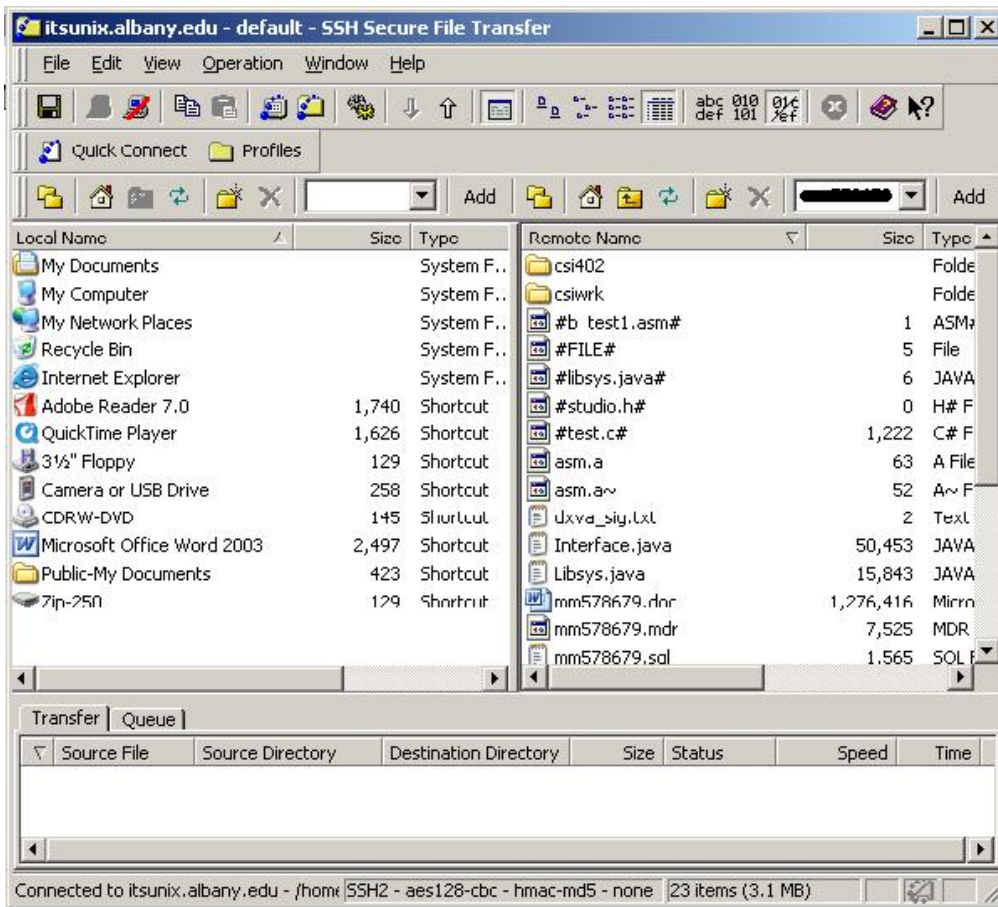 itsunix.albany.edu - default - SSH Secure File Transfer
File Edit View Operation Window Help
abc def 010 101
Quick Connect Profiles
Add Add
Local Name Size Type
My Documents System F..
My Computer System F..
My Network Places System F..
Recycle Bin System F..
Internet Explorer System F..
Adobe Reader 7.0 1,740 Shortcut
QuickTime Player 1,626 Shortcut
3½" Floppy 129 Shortcut
Camera or USB Drive 258 Shortcut
CDRW-DVD 145 Shortcut
Microsoft Office Word 2003 2,497 Shortcut
Public-My Documents 423 Shortcut
Zip-250 129 Shortcut
Remote Name Size Type
csi402 Folde
csiwrk Folde
#b test1.asm# 1 ASM#
#FILE# 5 File
#libsys.java# 6 JAVA
#studio.h# 0 H# F
#test.c# 1,222 C# F
asm.a 63 A File
asm.a~ 52 A~ F
dxva_sig.txt 2 Text
Interface.java 50,453 JAVA
Libsys.java 15,843 JAVA
mm578679.doc 1,276,416 Micro
mm578679.mdr 7,525 MDR
mm578679.sql 1,565 SQL F
Transfer Queue
Source File Source Directory Destination Directory Size Status Speed Time
Connected to itsunix.albany.edu - /home SSH2 - aes128-cbc - hmac-md5 - none 23 items (3.1 MB)